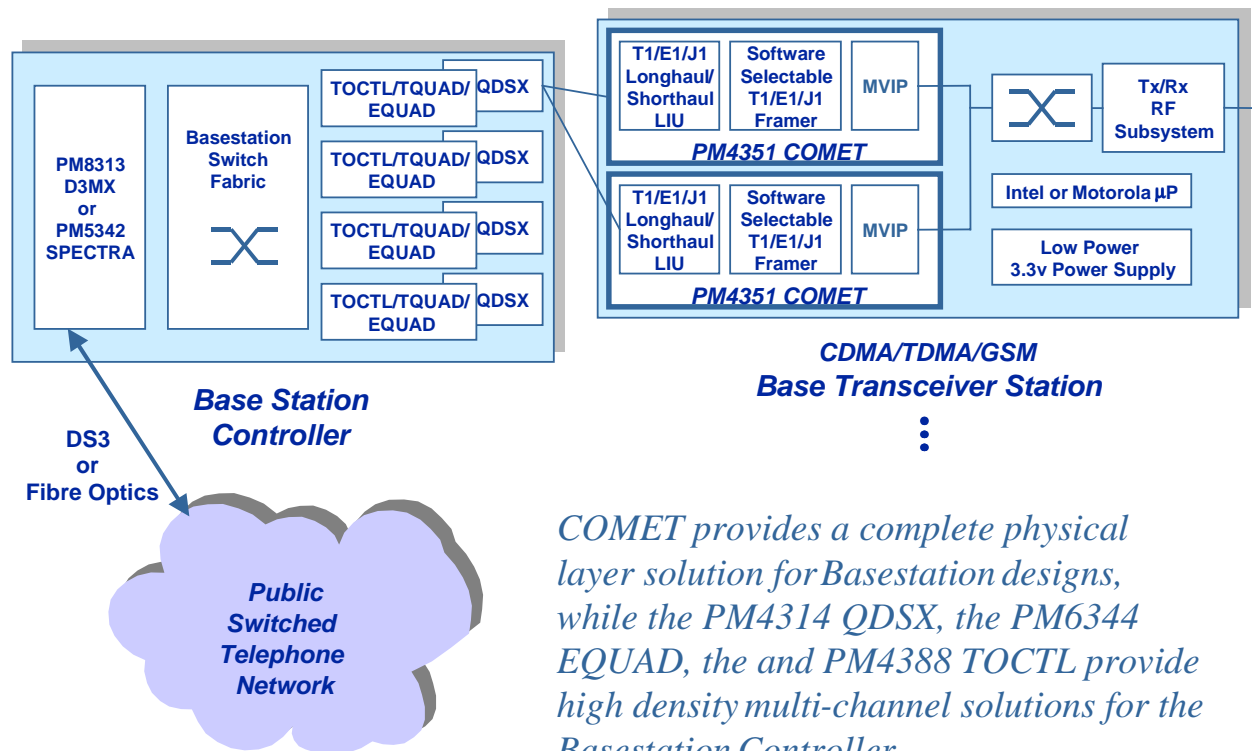 PM8313
D3MX
or
PM5342
SPECTRA
Basestation
Switch
Fabric
TOCTL/TQUAD/
EQUAD
QDSX
TOCTL/TQUAD/
EQUAD
QDSX
TOCTL/TQUAD/
EQUAD
QDSX
TOCTL/TQUAD/
EQUAD
QDSX
Base Station
Controller
T1/E1/J1
Longhaul/
Shorthaul
LIU
Software
Selectable
T1/E1/J1
Framer
MVIP
PM4351 COMET
T1/E1/J1
Longhaul/
Shorthaul
LIU
Software
Selectable
T1/E1/J1
Framer
MVIP
PM4351 COMET
Tx/Rx
RF
Subsystem
Intel or Motorola µP
Low Power
3.3v Power Supply
CDMA/TDMA/GSM
Base Transceiver Station
DS3
or
Fibre Optics
Public
Switched
Telephone
Network
COMET provides a complete physical
layer solution for Basestation designs,
while the PM4314 QDSX, the PM6344
EQUAD, the and PM4388 TOCTL provide
high density multi-channel solutions for the
Basestation Controller